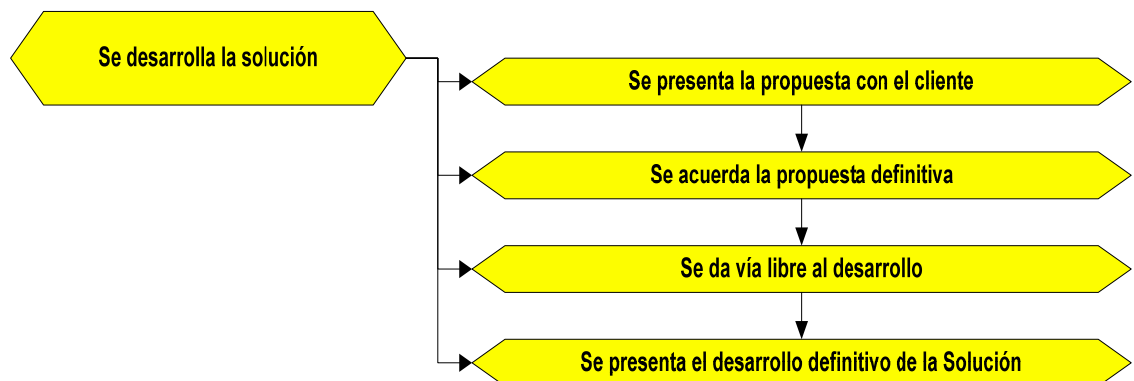 Se desarrolla la solución
Se presenta la propuesta con el cliente
Se acuerda la propuesta definitiva
Se da vía libre al desarrollo
Se presenta el desarrollo definitivo de la Solución